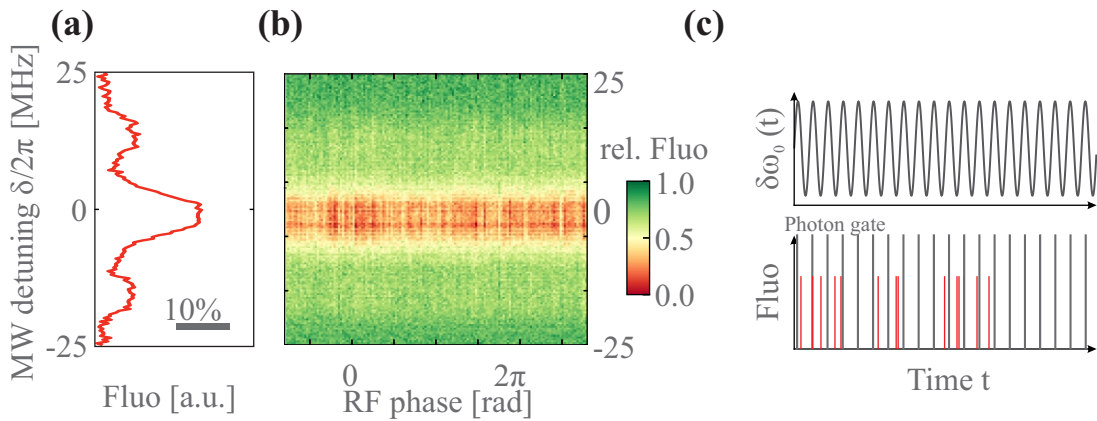 (a)
MW detuning δ/2π [MHz]
25
0
-25
10%
Fluo [a.u.]
(b)
25
0
-25
0
2π
RF phase [rad]
rel. Fluo
1.0
0.5
0.0
(c)
δω₀ (t)
Photon gate
Fluo
Time t